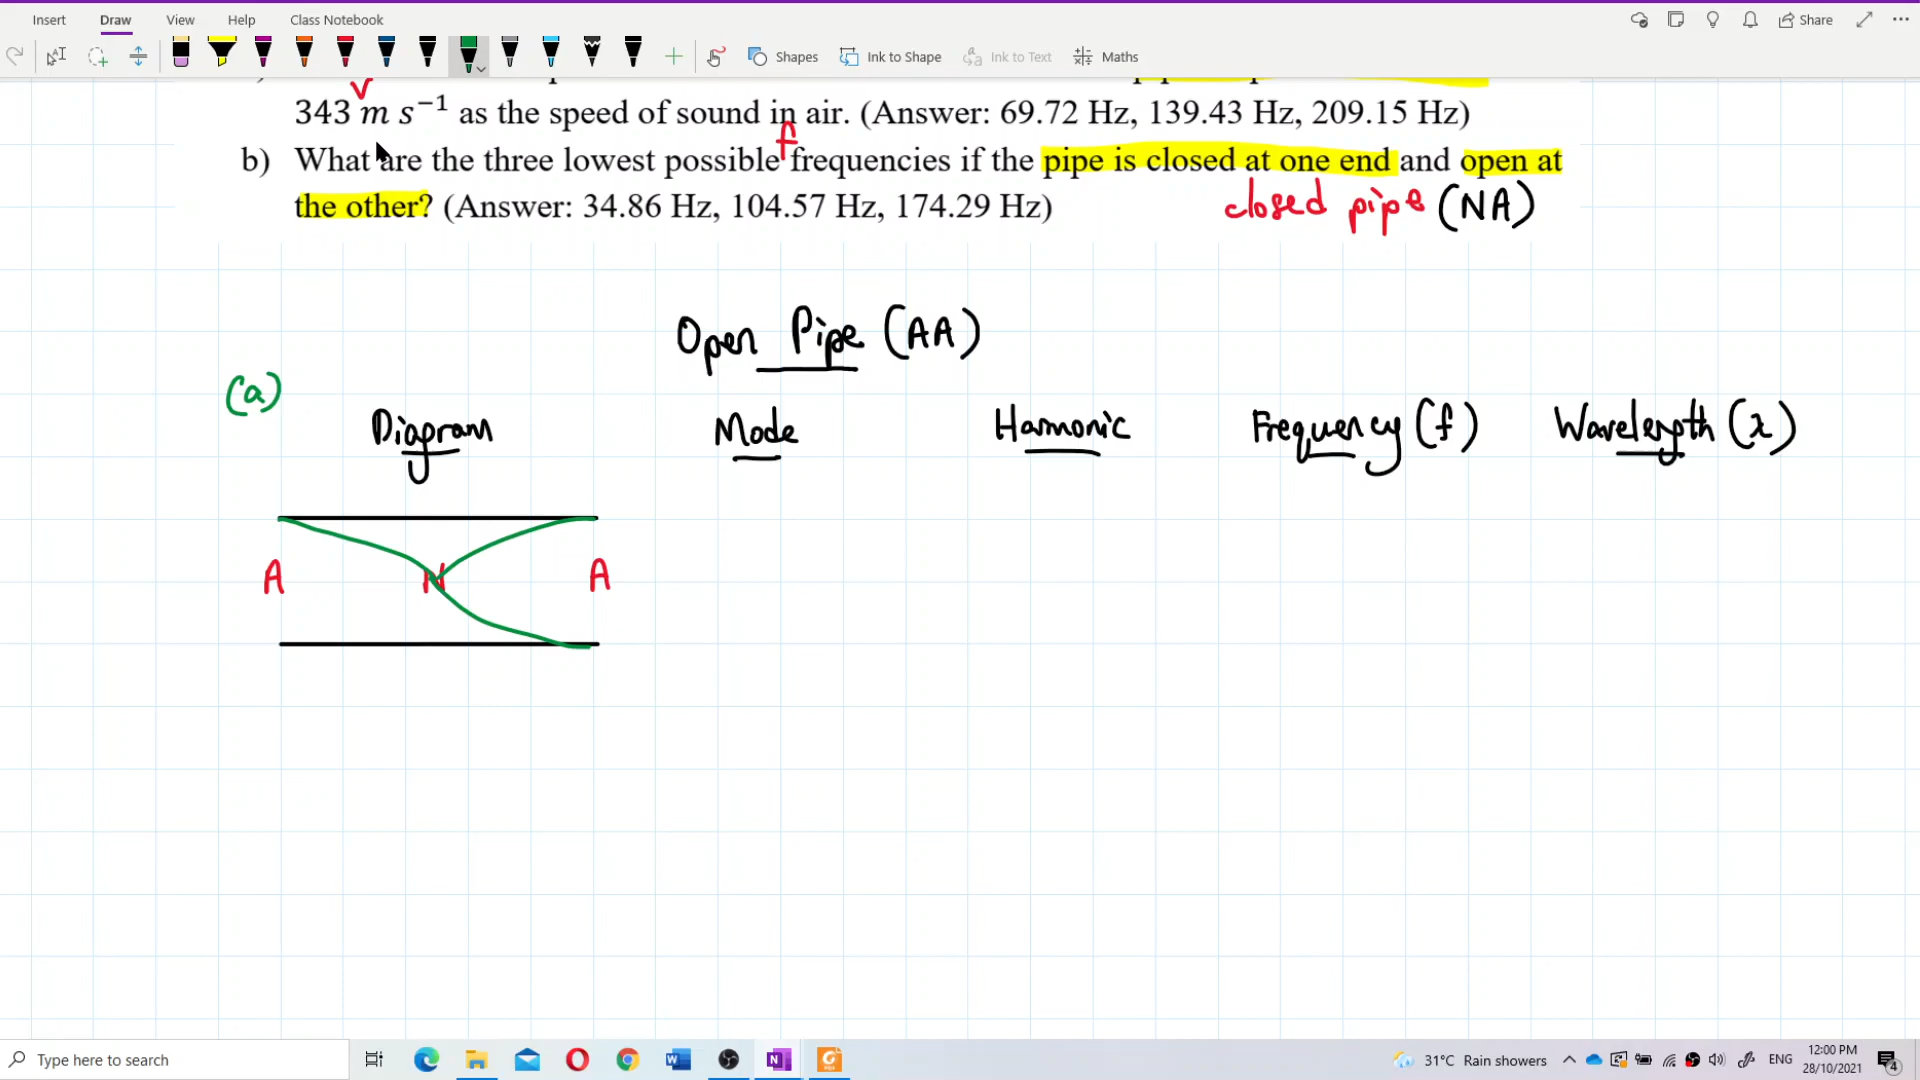 Insert Draw View Help Class Notebook Share
Shapes Ink to Shape Ink to Text Maths
v
343 m s⁻¹ as the speed of sound in air. (Answer: 69.72 Hz, 139.43 Hz, 209.15 Hz)
f
b) What are the three lowest possible frequencies if the pipe is closed at one end and open at
the other? (Answer: 34.86 Hz, 104.57 Hz, 174.29 Hz)
closed pipe (NA)
Open Pipe (AA)
(a)
Diagram Mode Harmonic Frequency (f) Wavelength (λ)
A N A
Type here to search
31°C Rain showers ENG 12:00 PM
28/10/2021
4